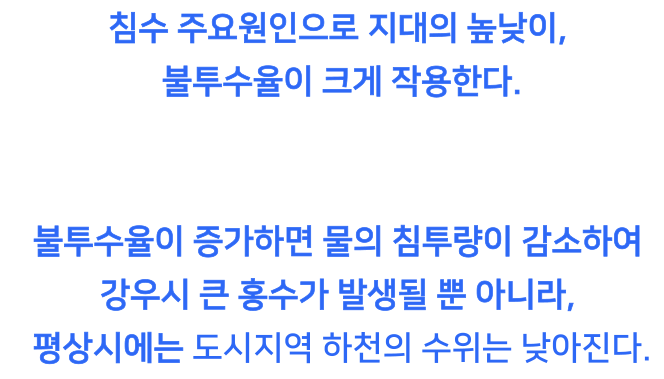 침수 주요원인으로 지대의 높낮이,
불투수율이 크게 작용한다.
불투수율이 증가하면 물의 침투량이 감소하여
강우시 큰 홍수가 발생될 뿐 아니라,
평상시에는 도시지역 하천의 수위는 낮아진다.